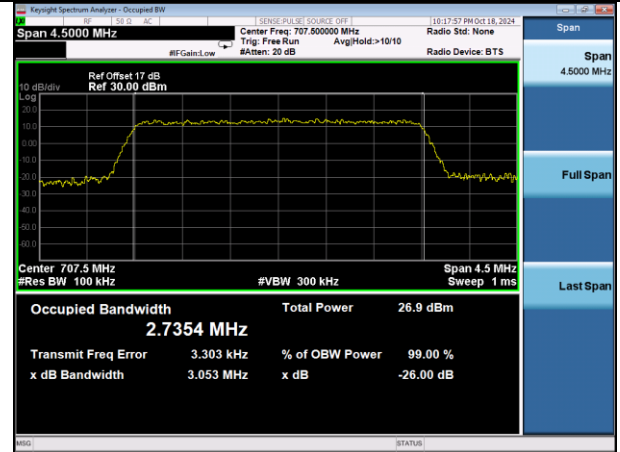 Keysight Spectrum Analyzer - Occupied BW
RF 50 Ω AC SENSE:PULSE SOURCE OFF 10:17:57 PM Oct 18, 2024
Span 4.5000 MHz Center Freq: 707.500000 MHz Radio Std: None Span
Trig: Free Run Avg|Hold:>10/10
#IFGain:Low #Atten: 20 dB Radio Device: BTS Span
4.5000 MHz
Ref Offset 17 dB
10 dB/div Ref 30.00 dBm
Log
20.0
10.0
0.00
-10.0
-20.0 Full Span
-30.0
-40.0
-50.0
-60.0
Center 707.5 MHz Span 4.5 MHz
#Res BW 100 kHz #VBW 300 kHz Sweep 1 ms Last Span
Occupied Bandwidth Total Power 26.9 dBm
2.7354 MHz
Transmit Freq Error 3.303 kHz % of OBW Power 99.00 %
x dB Bandwidth 3.053 MHz x dB -26.00 dB
MSG STATUS